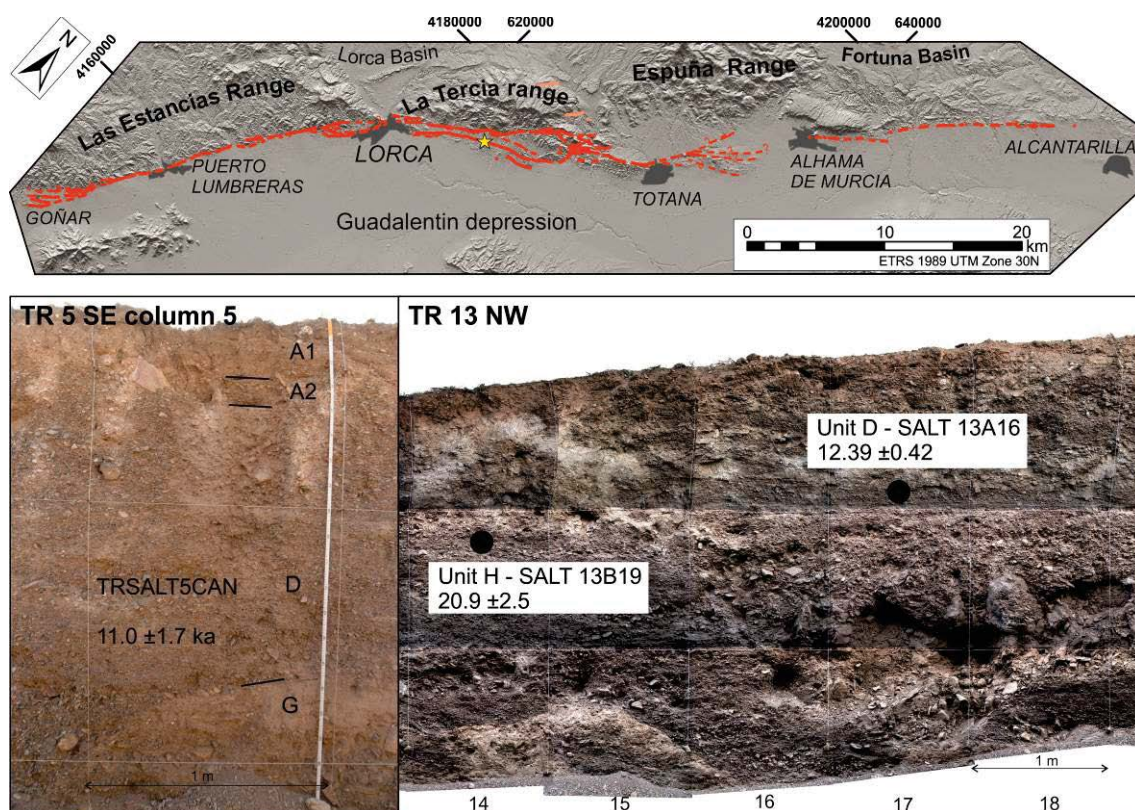 4180000 620000
4200000 640000
N
4160000
Lorca Basin
Fortuna Basin
Espuña Range
La Tercia range
Las Estancias Range
LORCA
PUERTO
LUMBRERAS
ALHAMA
DE MURCIA
ALCANTARILLA
TOTANA
GOÑAR
Guadalentin depression
0 10 20
km
ETRS 1989 UTM Zone 30N
TR 5 SE column 5
A1
A2
TRSALT5CAN
D
11.0 ±1.7 ka
G
1 m
TR 13 NW
Unit D - SALT 13A16
12.39 ±0.42
Unit H - SALT 13B19
20.9 ±2.5
1 m
14 15 16 17 18